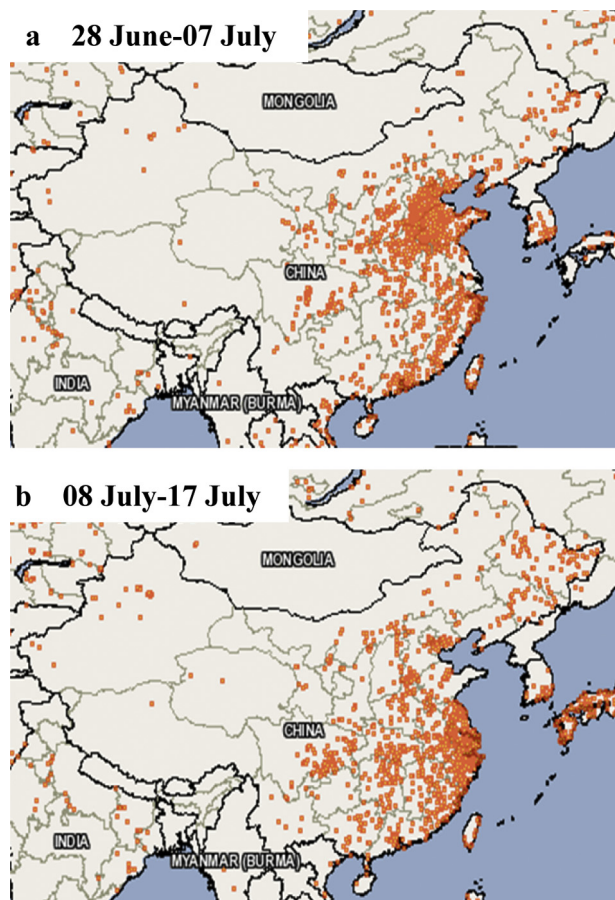 a 28 June-07 July
MONGOLIA
CHINA
INDIA
MYANMAR (BURMA)
b 08 July-17 July
MONGOLIA
CHINA
INDIA
MYANMAR (BURMA)